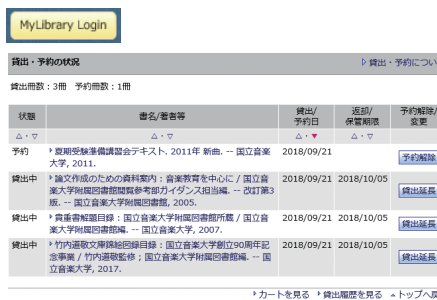 MyLibrary Login
貸出・予約の状況
貸出・予約につい
貸出冊数：3冊 予約冊数：1冊
状態 書名/著者等 貸出/予約日 返却/保管期限 予約解除/変更
△・▽ △・▽ △・▼ △・▽
予約 夏期受験準備講習会テキスト. 2011年 新曲. -- 国立音楽 2018/09/21 予約解除
大学, 2011.
貸出中 論文作成のための資料案内：音楽教育を中心に / 国立音 2018/09/21 2018/10/05 貸出延長
楽大学附属図書館閲覧参考部ガイダンス担当編. -- 改訂第3
版. -- 国立音楽大学附属図書館, 2005.
貸出中 貴重書解題目録：国立音楽大学附属図書館所蔵 / 国立音 2018/09/21 2018/10/05 貸出延長
楽大学附属図書館編. -- 国立音楽大学, 2007.
貸出中 竹内道敬文庫錦絵図録目録：国立音楽大学創立90周年記 2018/09/21 2018/10/05 貸出延長
念事業 / 竹内道敬監修 ; 国立音楽大学附属図書館編. -- 国
立音楽大学, 2017.
カートを見る 貸出履歴を見る トップへ戻